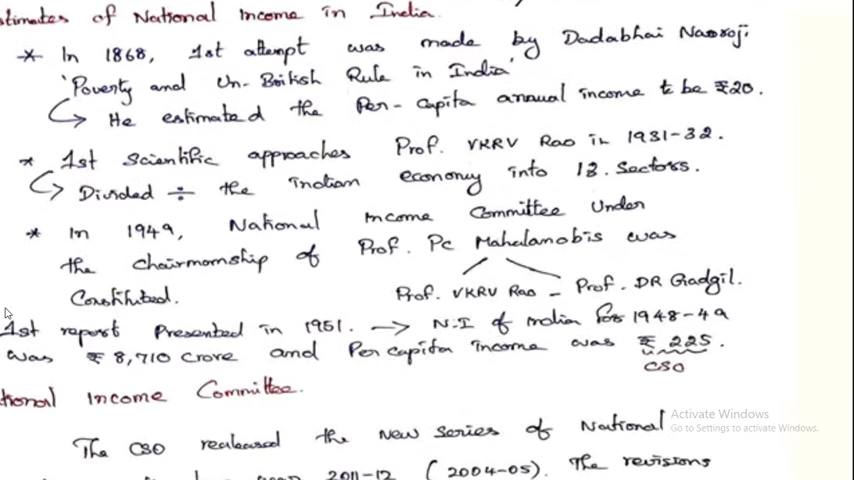 stimates of National Income in India.
* In 1868, 1st attempt was made by Dadabhai Naoroji.
'Poverty and Un-British Rule in India'
He estimated the Per-Capita annual income to be ₹20.
* 1st Scientific approaches Prof. VKRV Rao in 1931-32.
Divided ÷ the indian economy into 13 Sectors.
* In 1949, National Income Committee Under
the Chairmanship of Prof. Pc Mahalanobis was
Constituted. Prof. VKRV Rao - Prof. DR Gadgil.
1st report Presented in 1951. → N.I of india for 1948-49
was ₹ 8,710 Crore and Per capita income was ₹ 225.
CSO
tional Income Committee.
Activate Windows
Go to Settings to activate Windows.
The CSO realeased the New Series of National
year 2011-12 (2004-05). The revisions